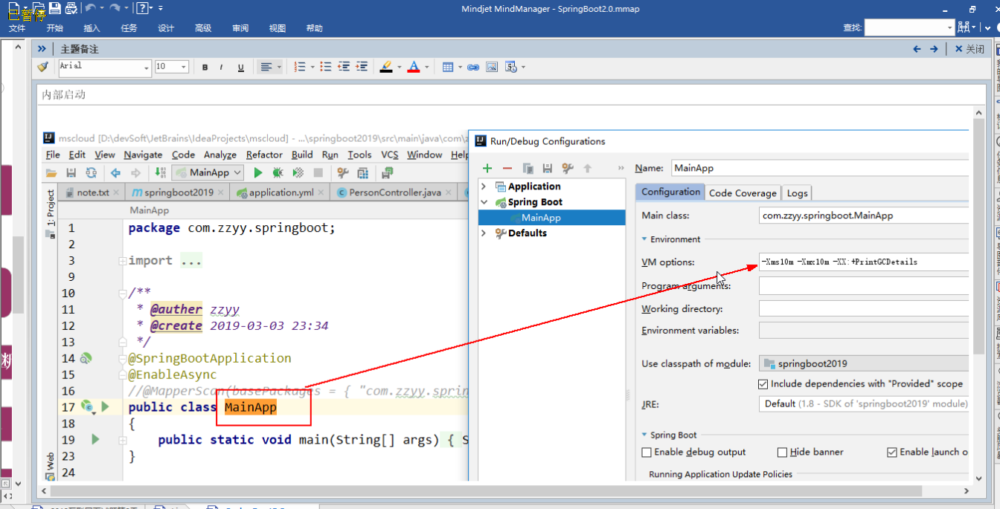 Mindjet MindManager - SpringBoot2.0.mmap
已暂停
文件 开始 插入 任务 设计 高级 审阅 视图 帮助
查找:
主题备注
关闭
Arial 10 B I U
内部启动
mscloud [D:\devSoft\JetBrains\IdeaProjects\mscloud] - ...\springboot2019\src\main\java\com\z
File Edit View Navigate Code Analyze Refactor Build Run Tools VCS Window Help
MainApp
note.txt springboot2019 application.yml PersonController.java
MainApp
1: Project
Web
1 package com.zzyy.springboot;
2
3 import ...
9
10 /**
11 * @auther zzyy
12 * @create 2019-03-03 23:34
13 */
14 @SpringBootApplication
15 @EnableAsync
16 //@MapperScan(basePackages = { "com.zzyy.sprin
17 public class MainApp
18 {
19 public static void main(String[] args) { S
23 }
24
Run/Debug Configurations
Application
Spring Boot
MainApp
Defaults
Name: MainApp
Configuration Code Coverage Logs
Main class: com.zzyy.springboot.MainApp
Environment
VM options: -Xms10m -Xmx10m -XX:+PrintGCDetails
Program arguments:
Working directory:
Environment variables:
Use classpath of module: springboot2019
Include dependencies with "Provided" scope
JRE: Default (1.8 - SDK of 'springboot2019' module)
Spring Boot
Enable debug output Hide banner Enable launch o
Running Application Update Policies